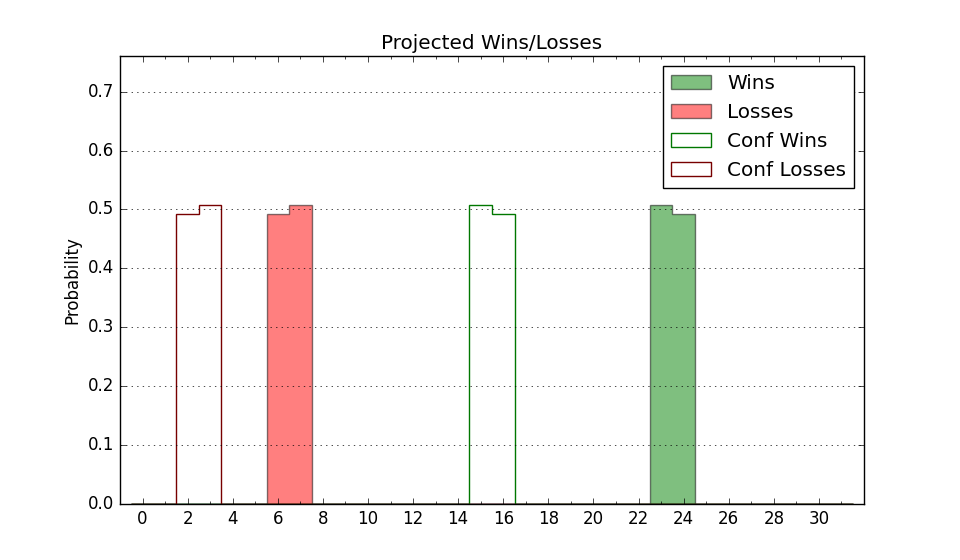 Projected Wins/Losses
Wins
Losses
Conf Wins
Conf Losses
Probability
0.7
0.6
0.5
0.4
0.3
0.2
0.1
0.0
0 2 4 6 8 10 12 14 16 18 20 22 24 26 28 30